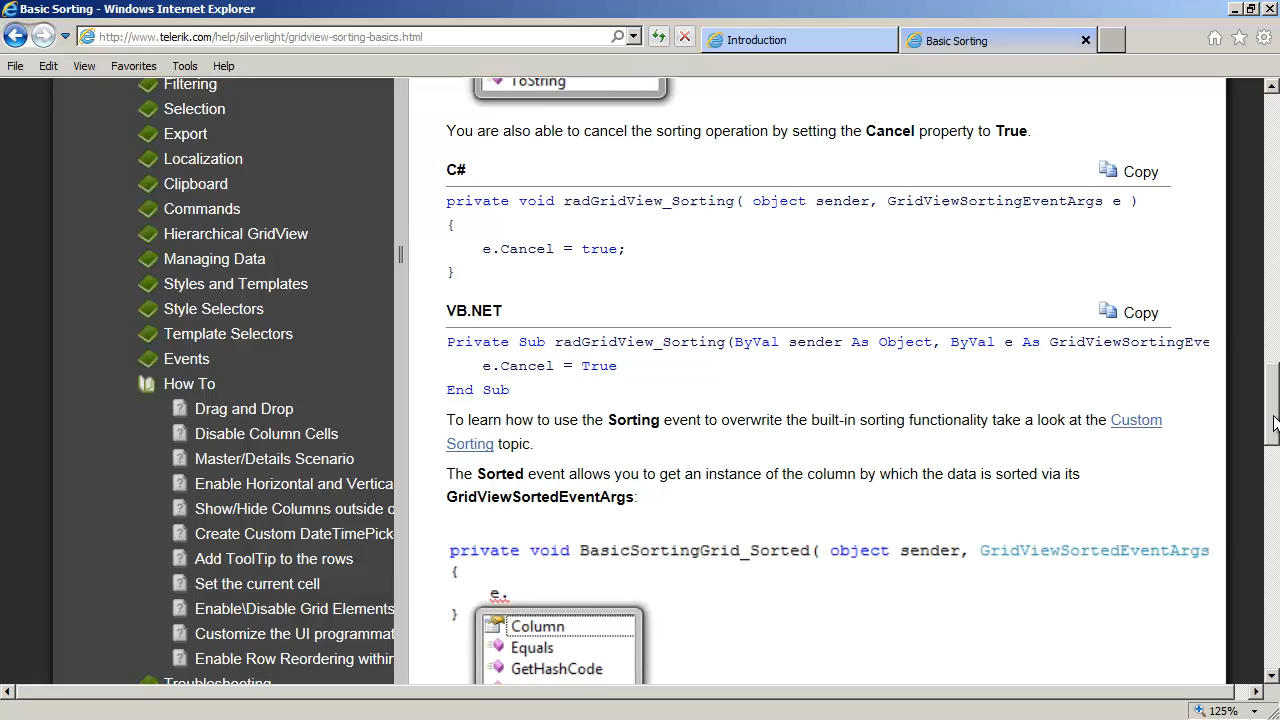 Basic Sorting - Windows Internet Explorer
http://www.telerik.com/help/silverlight/gridview-sorting-basics.html
Introduction
Basic Sorting
File Edit View Favorites Tools Help
Filtering
Selection
Export
Localization
Clipboard
Commands
Hierarchical GridView
Managing Data
Styles and Templates
Style Selectors
Template Selectors
Events
How To
Drag and Drop
Disable Column Cells
Master/Details Scenario
Enable Horizontal and Vertica
Show/Hide Columns outside o
Create Custom DateTimePick
Add ToolTip to the rows
Set the current cell
Enable\Disable Grid Elements
Customize the UI programmat
Enable Row Reordering within
Troubleshooting
ToString
You are also able to cancel the sorting operation by setting the Cancel property to True.
C#
Copy
private void radGridView_Sorting( object sender, GridViewSortingEventArgs e )
{
e.Cancel = true;
}
VB.NET
Copy
Private Sub radGridView_Sorting(ByVal sender As Object, ByVal e As GridViewSortingEve
e.Cancel = True
End Sub
To learn how to use the Sorting event to overwrite the built-in sorting functionality take a look at the Custom
Sorting topic.
The Sorted event allows you to get an instance of the column by which the data is sorted via its
GridViewSortedEventArgs:
private void BasicSortingGrid_Sorted( object sender, GridViewSortedEventArgs
{
e.
}
Column
Equals
GetHashCode
125%